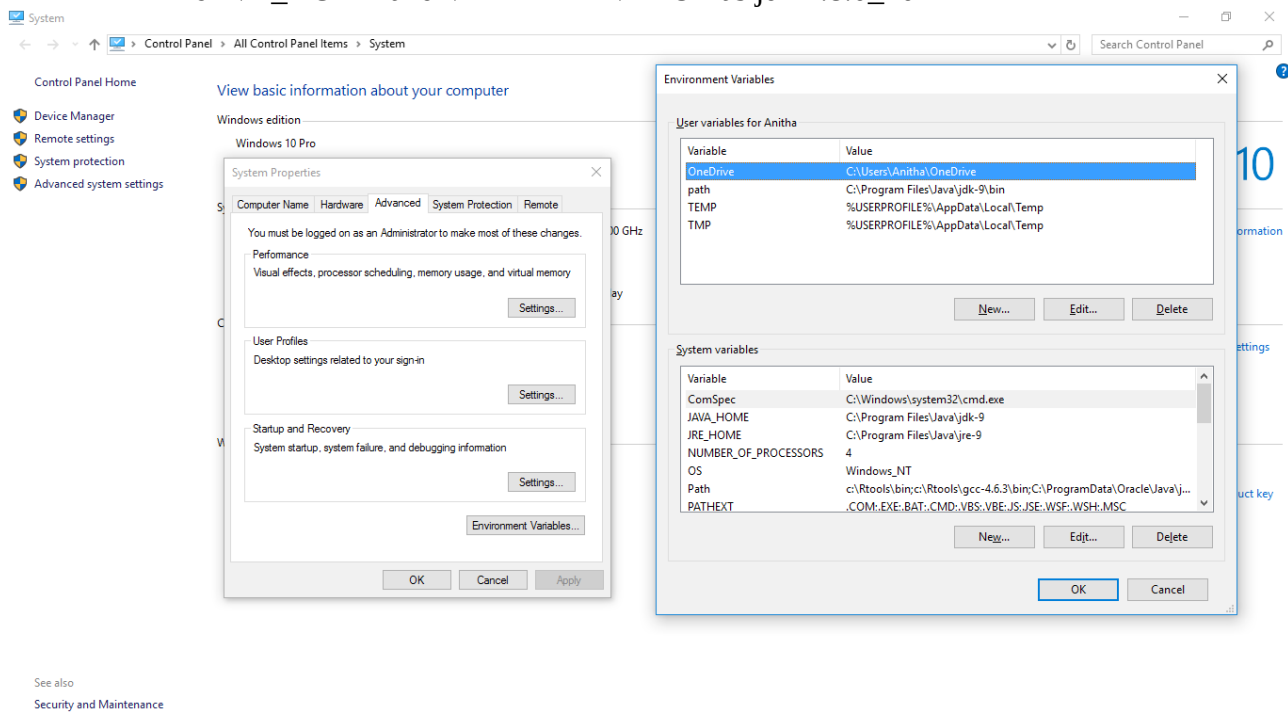 System
Control Panel > All Control Panel Items > System
Search Control Panel
Control Panel Home
Device Manager
Remote settings
System protection
Advanced system settings
See also
Security and Maintenance
View basic information about your computer
Windows edition
Windows 10 Pro
10
00 GHz
ormation
ay
ettings
uct key
System Properties
Computer Name Hardware Advanced System Protection Remote
You must be logged on as an Administrator to make most of these changes.
Performance
Visual effects, processor scheduling, memory usage, and virtual memory
Settings...
User Profiles
Desktop settings related to your sign-in
Settings...
Startup and Recovery
System startup, system failure, and debugging information
Settings...
Environment Variables...
OK Cancel Apply
Environment Variables
User variables for Anitha
Variable Value
OneDrive C:\Users\Anitha\OneDrive
path C:\Program Files\Java\jdk-9\bin
TEMP %USERPROFILE%\AppData\Local\Temp
TMP %USERPROFILE%\AppData\Local\Temp
New... Edit... Delete
System variables
Variable Value
ComSpec C:\Windows\system32\cmd.exe
JAVA_HOME C:\Program Files\Java\jdk-9
JRE_HOME C:\Program Files\Java\jre-9
NUMBER_OF_PROCESSORS 4
OS Windows_NT
Path c:\Rtools\bin;c:\Rtools\gcc-4.6.3\bin;C:\ProgramData\Oracle\Java\j...
PATHEXT .COM;.EXE;.BAT;.CMD;.VBS;.VBE;.JS;.JSE;.WSF;.WSH;.MSC
New... Edit... Delete
OK Cancel